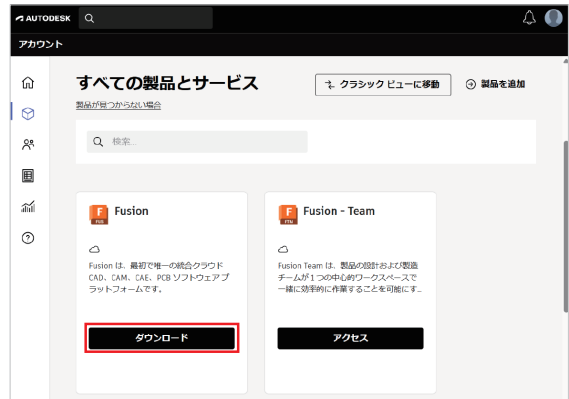 AUTODESK
アカウント
すべての製品とサービス
クラシック ビューに移動
製品を追加
製品が見つからない場合
検索...
Fusion
Fusion は、最初で唯一の統合クラウド
CAD、CAM、CAE、PCB ソフトウェア プ
ラットフォームです。
ダウンロード
Fusion - Team
Fusion Team は、製品の設計および製造
チームが 1 つの中心的ワークスペースで
一緒に効率的に作業することを可能にす...
アクセス